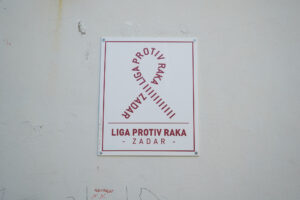 LIGA PROTIV RAKA ZADAR
LIGA PROTIV RAKA
- ZADAR -